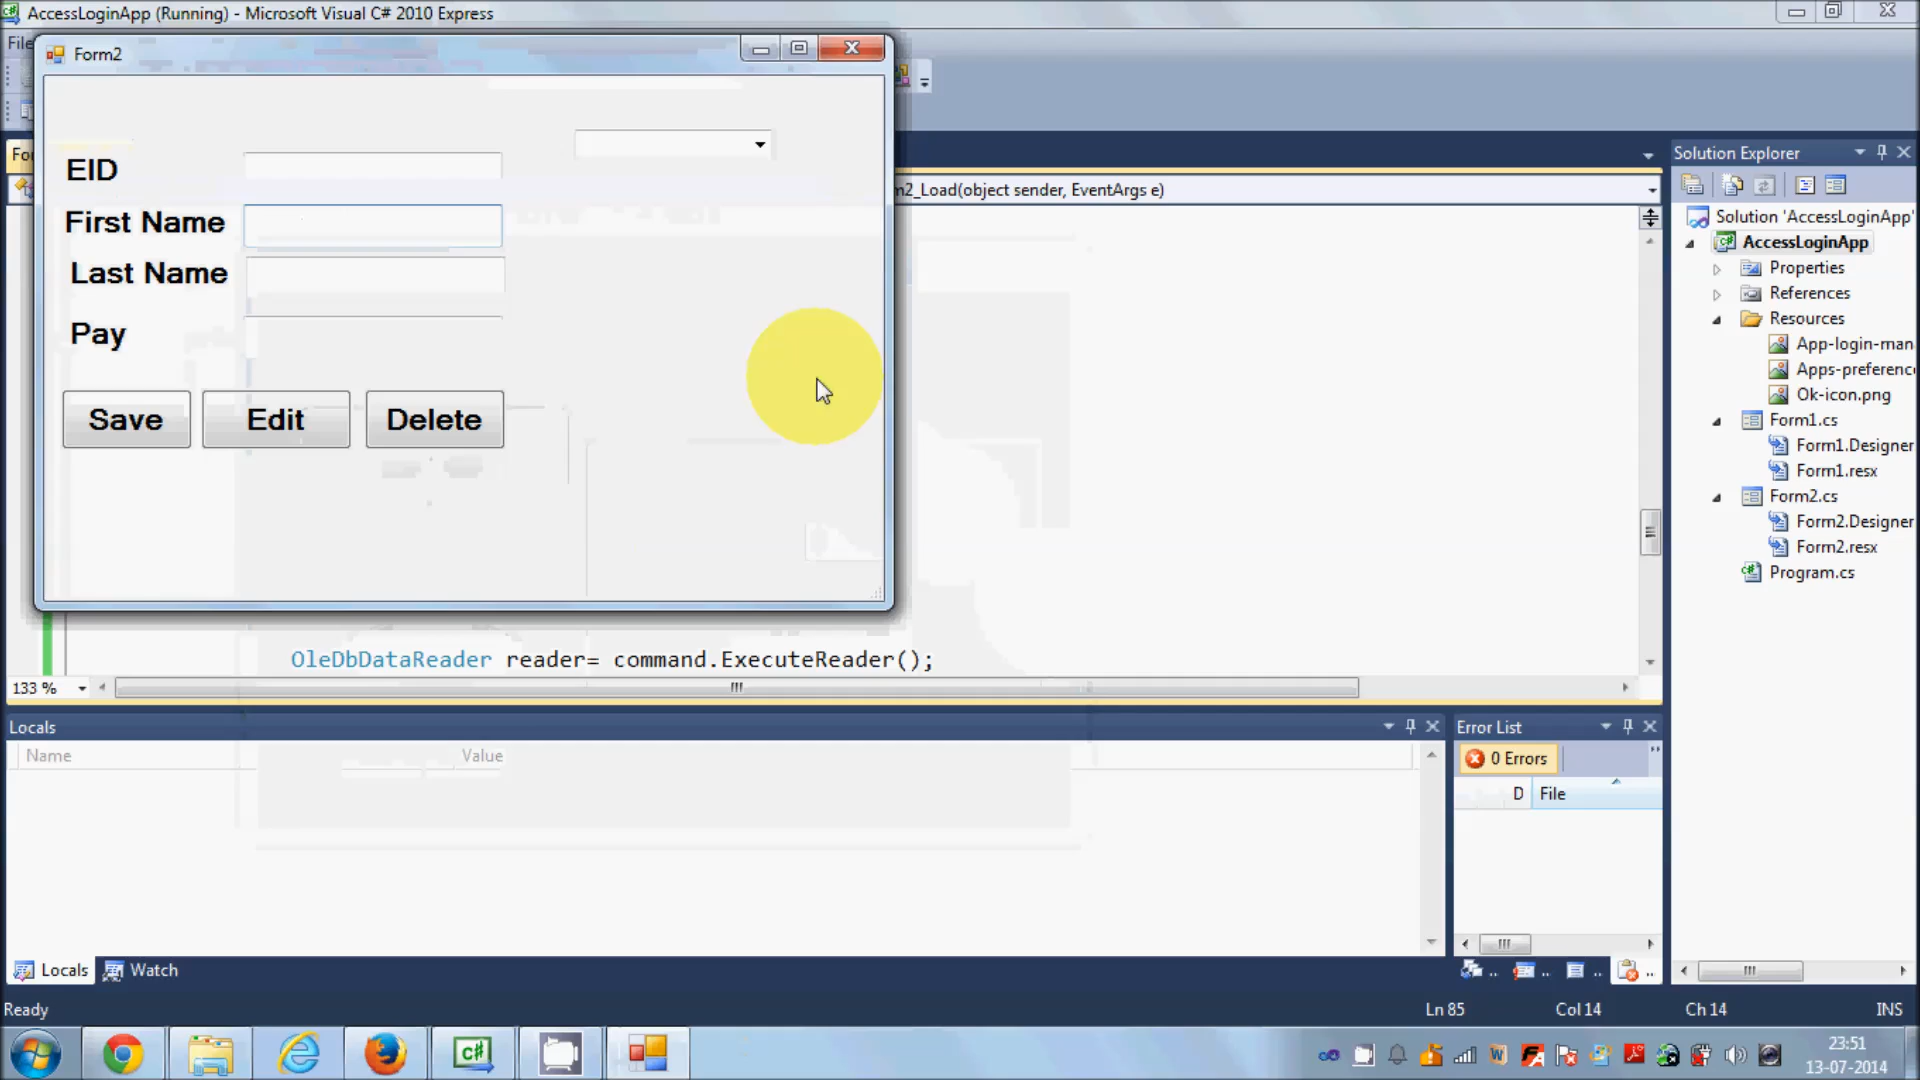 AccessLoginApp (Running) - Microsoft Visual C# 2010 Express
File
Form2
EID
First Name
Last Name
Pay
Save Edit Delete
m2_Load(object sender, EventArgs e)
OleDbDataReader reader= command.ExecuteReader();
133 %
Solution Explorer
Solution 'AccessLoginApp'
AccessLoginApp
Properties
References
Resources
App-login-man
Apps-preference
Ok-icon.png
Form1.cs
Form1.Designer
Form1.resx
Form2.cs
Form2.Designer
Form2.resx
Program.cs
Locals
Name Value
Error List
0 Errors
D File
Locals Watch
Ready Ln 85 Col 14 Ch 14 INS
23:51
13-07-2014